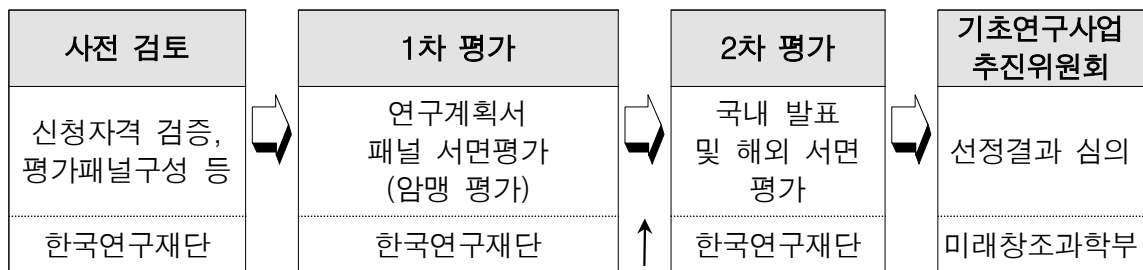 사전 검토
신청자격 검증,
평가패널구성 등
한국연구재단
1차 평가
연구계획서
패널 서면평가
(암맹 평가)
한국연구재단
2차 평가
국내 발표
및 해외 서면
평가
한국연구재단
기초연구사업
추진위원회
선정결과 심의
미래창조과학부